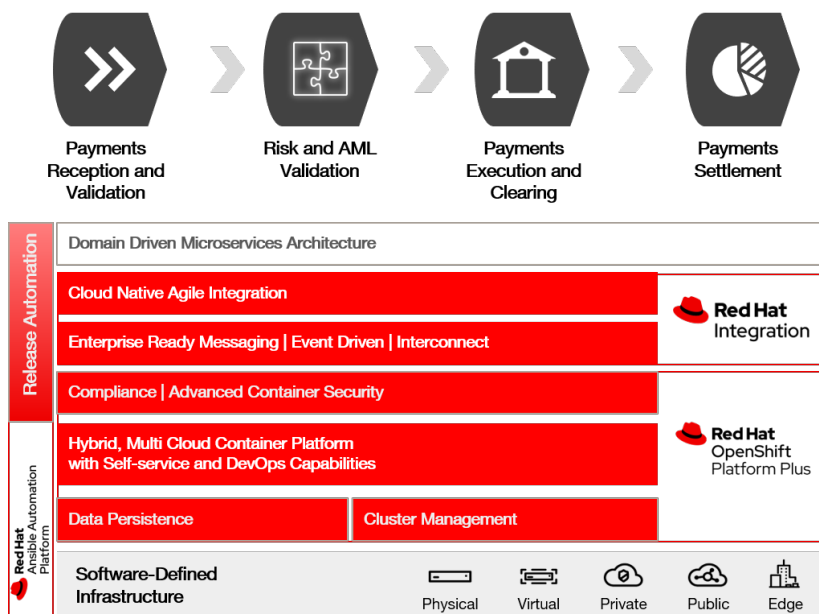 Payments
Reception and
Validation
Risk and AML
Validation
Payments
Execution and
Clearing
Payments
Settlement
Release Automation
Domain Driven Microservices Architecture
Cloud Native Agile Integration
Enterprise Ready Messaging | Event Driven | Interconnect
Red Hat
Integration
Compliance | Advanced Container Security
Hybrid, Multi Cloud Container Platform
with Self-service and DevOps Capabilities
Data Persistence
Cluster Management
Red Hat
OpenShift
Platform Plus
Red Hat
Ansible Automation
Platform
Software-Defined
Infrastructure
Physical
Virtual
Private
Public
Edge